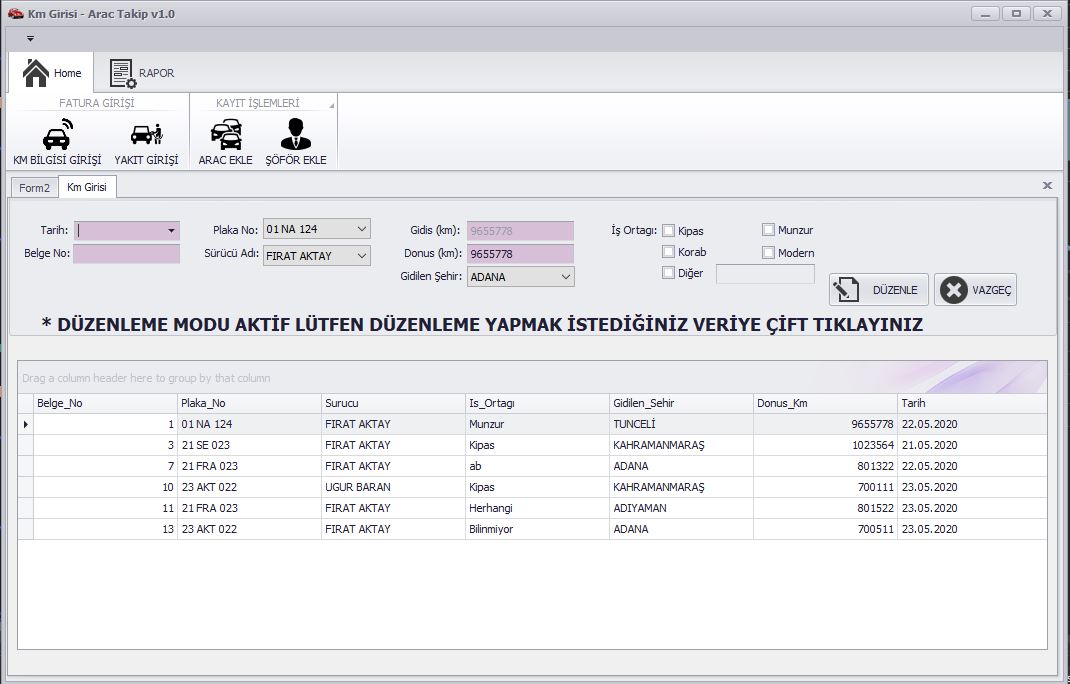 Km Girisi - Arac Takip v1.0
Home RAPOR
FATURA GİRİŞİ KAYIT İŞLEMLERİ
KM BİLGİSİ GİRİŞİ YAKIT GİRİŞİ ARAC EKLE ŞÖFÖR EKLE
Form2 Km Girisi
Tarih: Plaka No: 01 NA 124 Gidis (km): 9655778 İş Ortagı: Kipas Munzur
Belge No: Sürücü Adı: FIRAT AKTAY Donus (km): 9655778 Korab Modern
Gidilen Şehir: ADANA Diğer
DÜZENLE VAZGEÇ
* DÜZENLEME MODU AKTİF LÜTFEN DÜZENLEME YAPMAK İSTEDİĞİNİZ VERİYE ÇİFT TIKLAYINIZ
Drag a column header here to group by that column
Belge_No Plaka_No Surucu Is_Ortagı Gidilen_Sehir Donus_Km Tarih
1 01 NA 124 FIRAT AKTAY Munzur TUNCELİ 9655778 22.05.2020
3 21 SE 023 FIRAT AKTAY Kipas KAHRAMANMARAŞ 1023564 21.05.2020
7 21 FRA 023 FIRAT AKTAY ab ADANA 801322 22.05.2020
10 23 AKT 022 UGUR BARAN Kipas KAHRAMANMARAŞ 700111 23.05.2020
11 21 FRA 023 FIRAT AKTAY Herhangi ADIYAMAN 801522 23.05.2020
13 23 AKT 022 FIRAT AKTAY Bilinmiyor ADANA 700511 23.05.2020